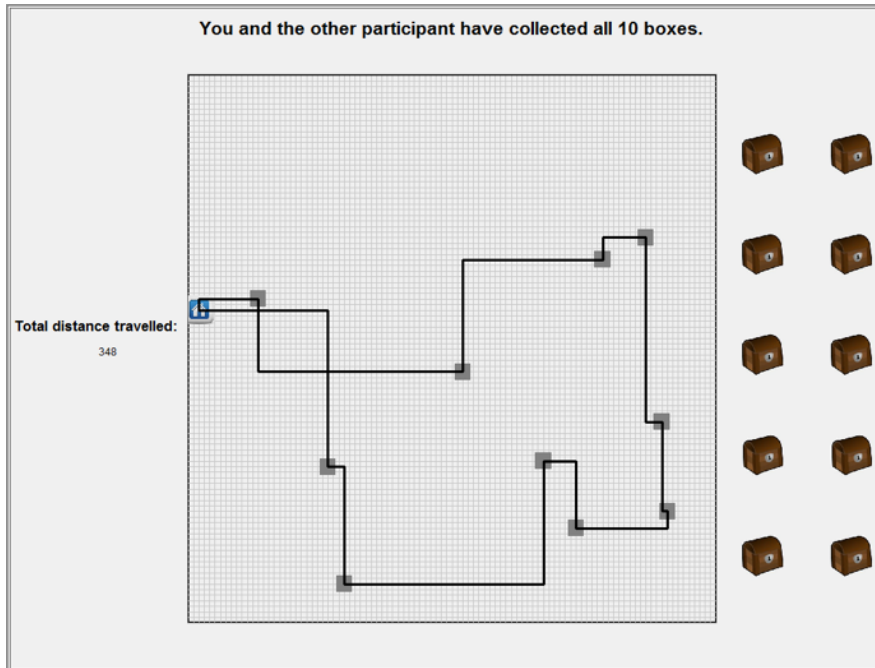 You and the other participant have collected all 10 boxes.
Total distance travelled:
348